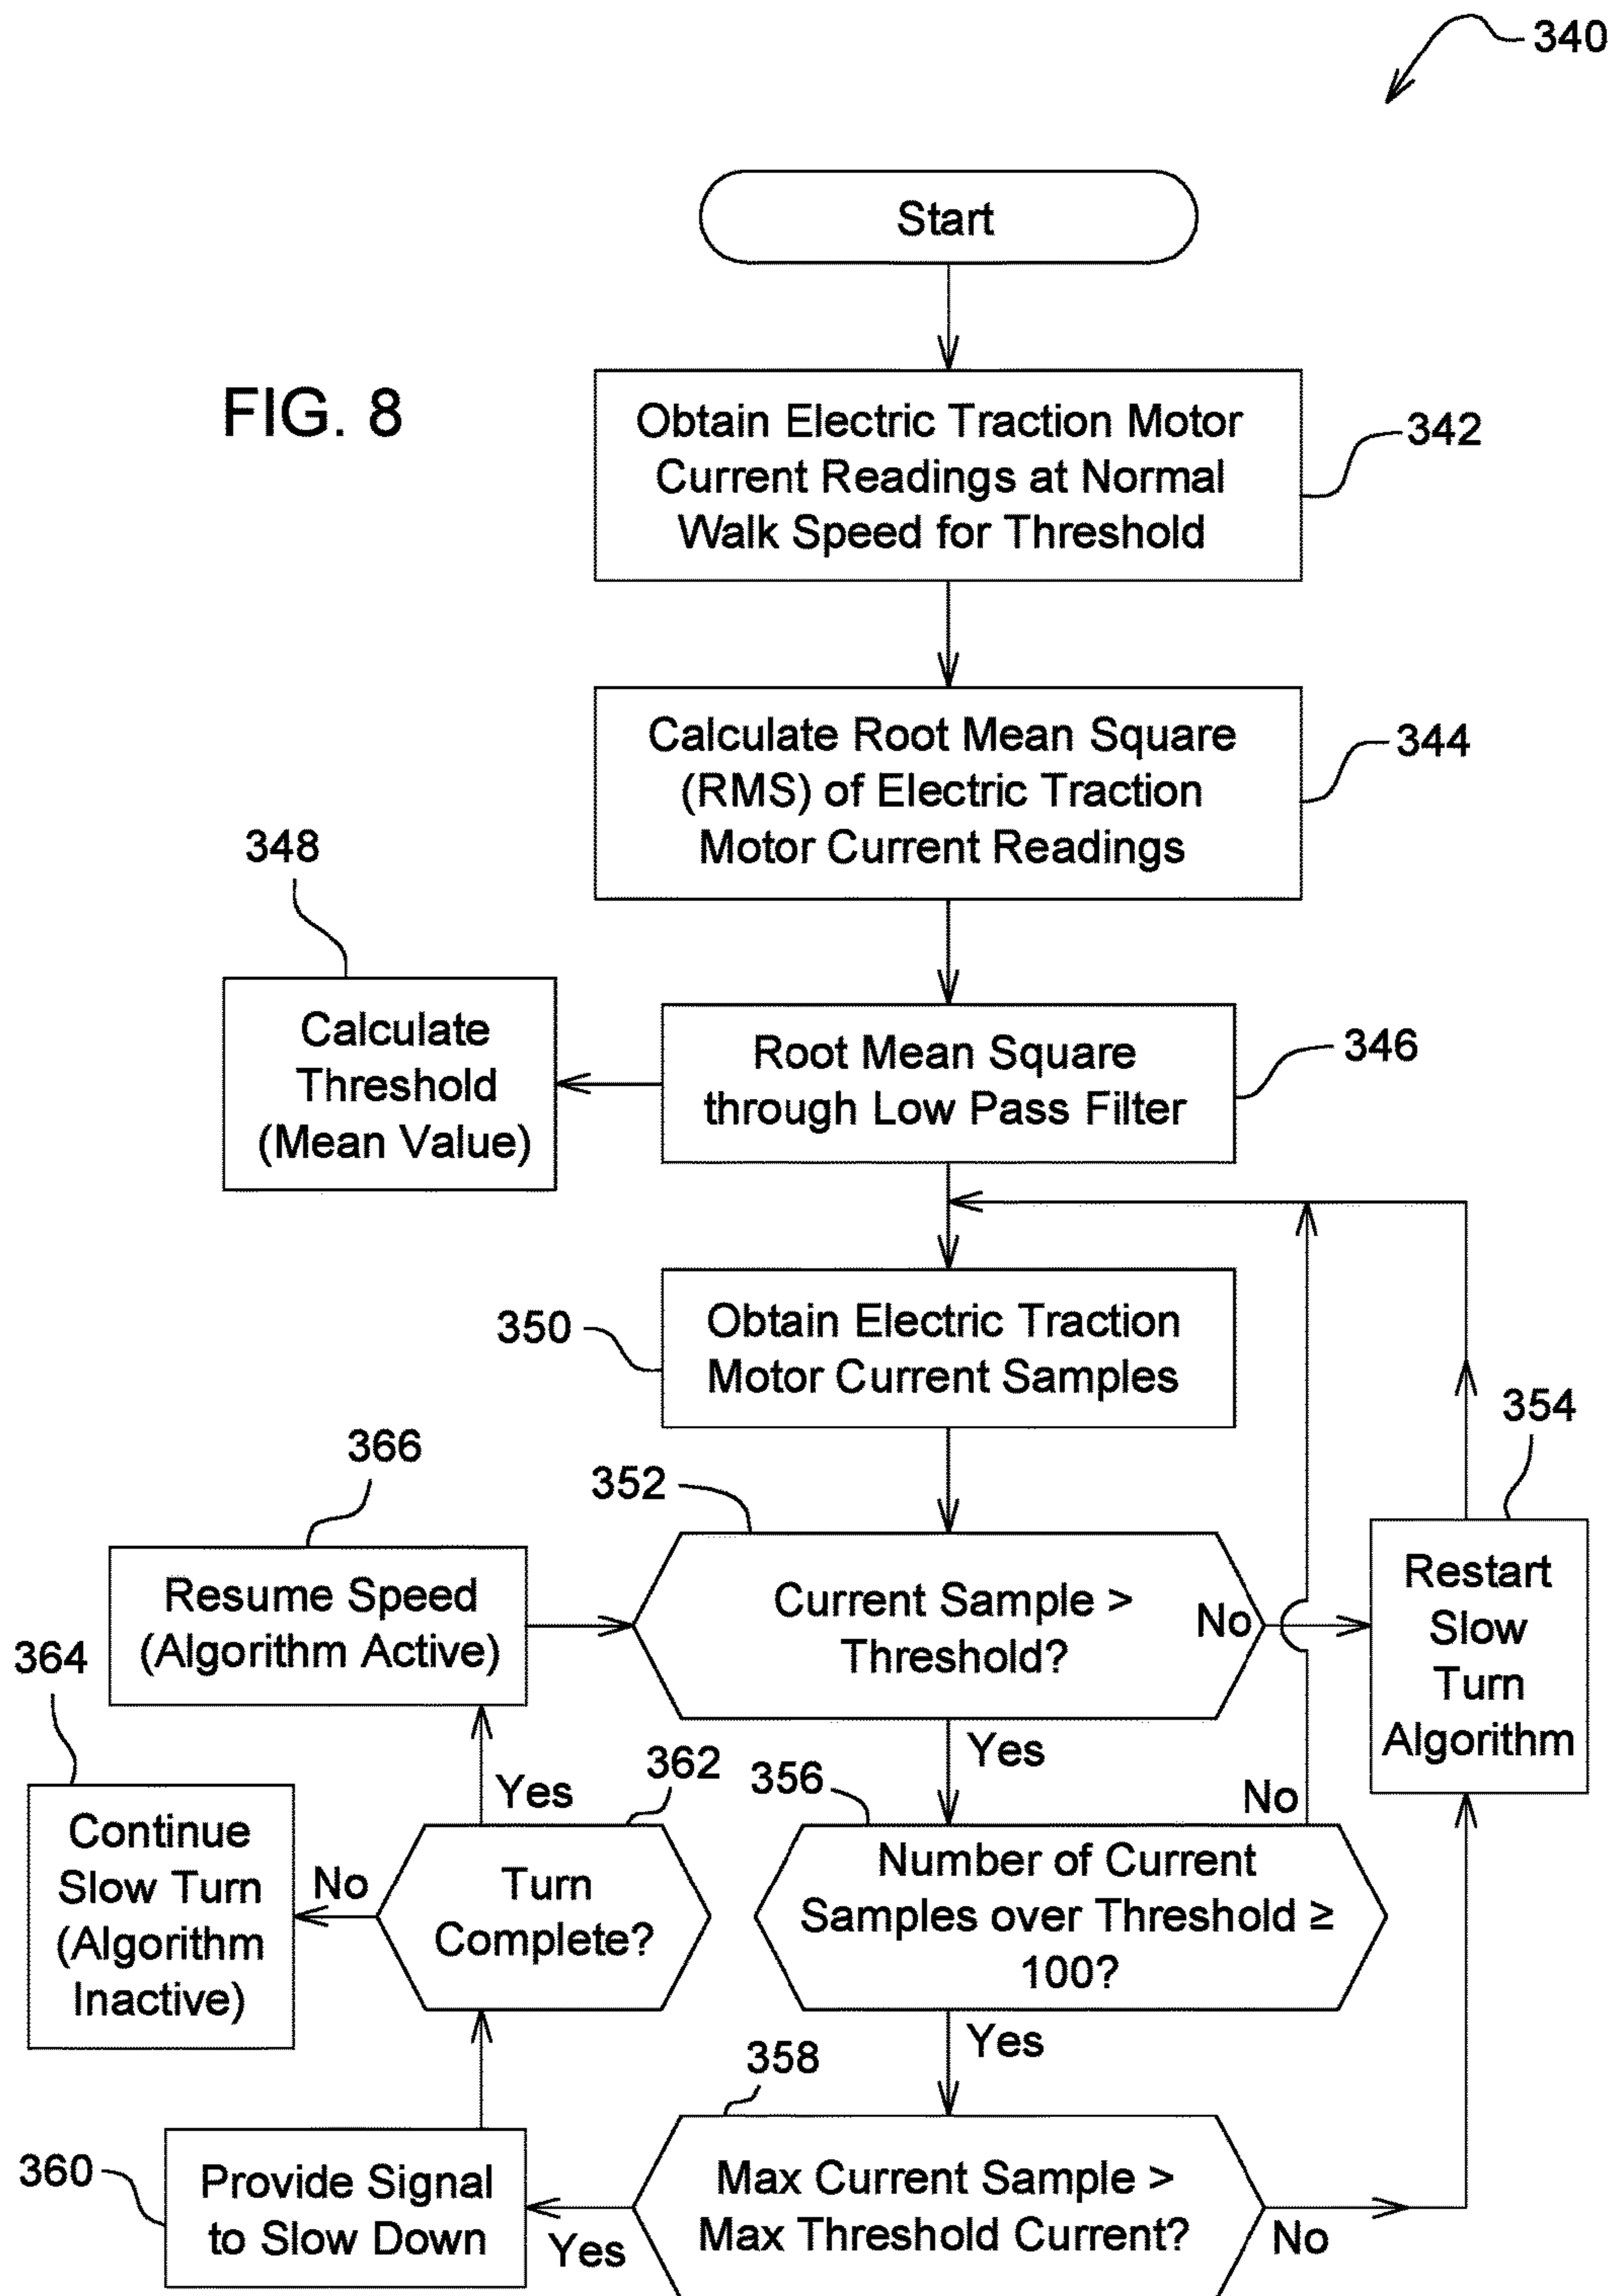 340
Start
FIG. 8
Obtain Electric Traction Motor
Current Readings at Normal
Walk Speed for Threshold
342
Calculate Root Mean Square
(RMS) of Electric Traction
Motor Current Readings
344
348
Calculate
Threshold
(Mean Value)
Root Mean Square
through Low Pass Filter
346
350
Obtain Electric Traction
Motor Current Samples
354
366
352
Resume Speed
(Algorithm Active)
Current Sample >
Threshold?
No
Restart
Slow
Turn
Algorithm
364
Yes
Yes
362
356
No
Continue
Slow Turn
(Algorithm
Inactive)
No
Turn
Complete?
Number of Current
Samples over Threshold ≥
100?
Yes
358
360
Provide Signal
to Slow Down
Yes
Max Current Sample >
Max Threshold Current?
No